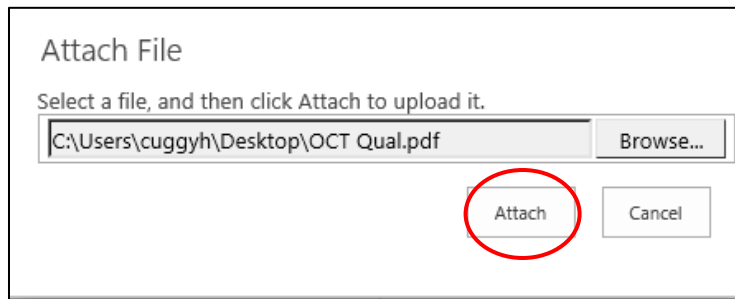 Attach File
Select a file, and then click Attach to upload it.
C:\Users\cuggyh\Desktop\OCT Qual.pdf Browse...
Attach Cancel